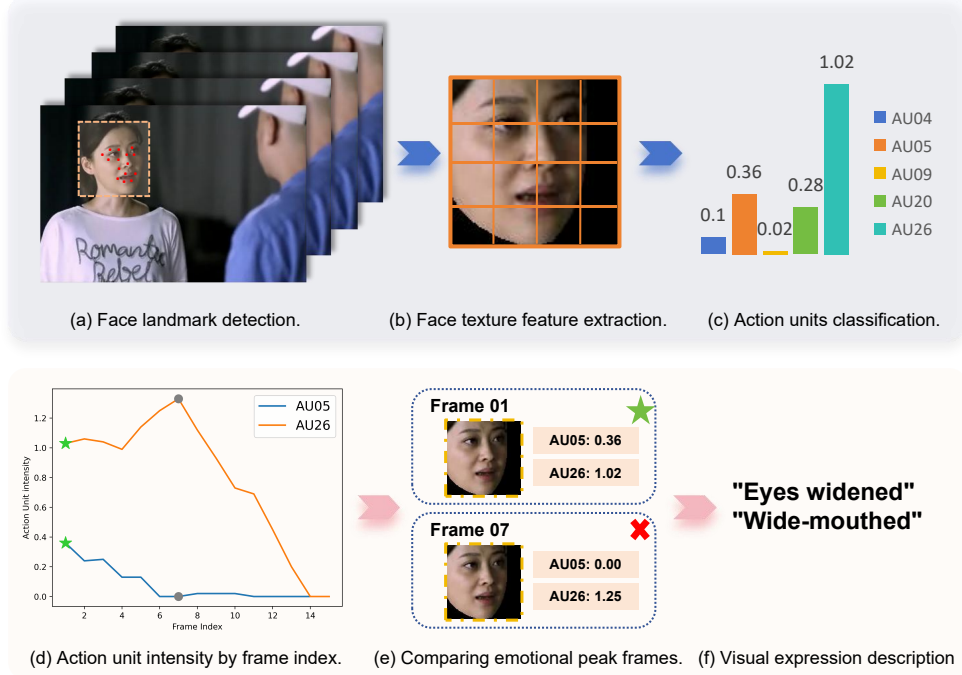 Romantic
Rebel
(a) Face landmark detection.
(b) Face texture feature extraction.
0.1
0.36
0.02
0.28
1.02
AU04
AU05
AU09
AU20
AU26
(c) Action units classification.
Action Unit intensity
1.2
1.0
0.8
0.6
0.4
0.2
0.0
2 4 6 8 10 12 14
Frame Index
AU05
AU26
(d) Action unit intensity by frame index.
Frame 01
AU05: 0.36
AU26: 1.02
Frame 07
AU05: 0.00
AU26: 1.25
(e) Comparing emotional peak frames.
"Eyes widened"
"Wide-mouthed"
(f) Visual expression description